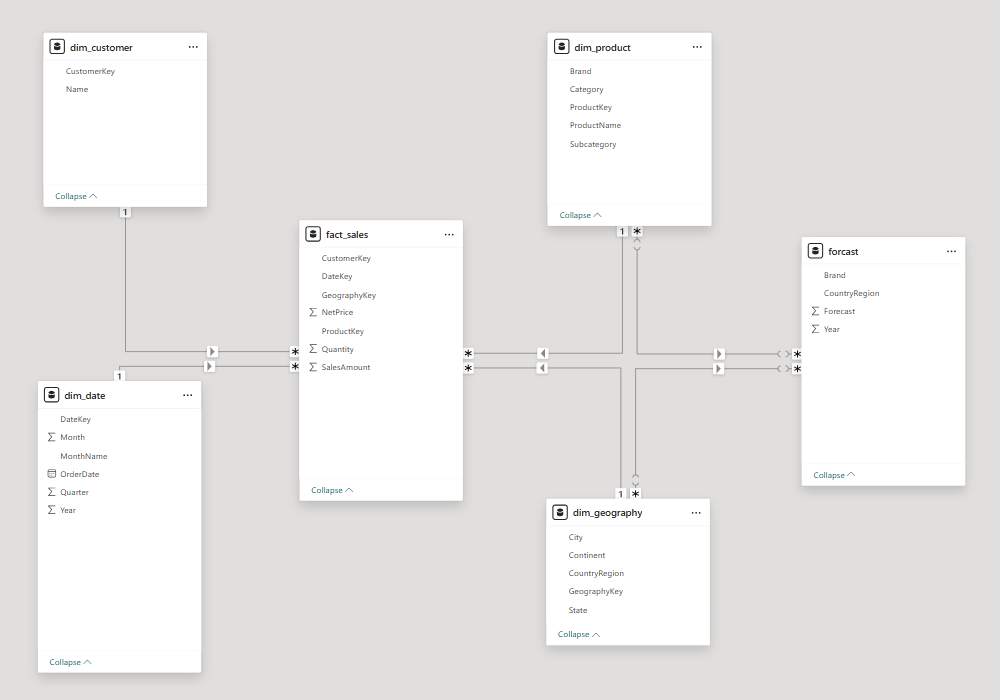 dim_customer
CustomerKey
Name
Collapse
1
dim_product
Brand
Category
ProductKey
ProductName
Subcategory
Collapse
1 *
fact_sales
CustomerKey
DateKey
GeographyKey
NetPrice
ProductKey
Quantity
SalesAmount
Collapse
*
*
*
*
forcast
Brand
CountryRegion
Forecast
Year
Collapse
*
*
1
dim_date
DateKey
Month
MonthName
OrderDate
Quarter
Year
Collapse
1 *
dim_geography
City
Continent
CountryRegion
GeographyKey
State
Collapse